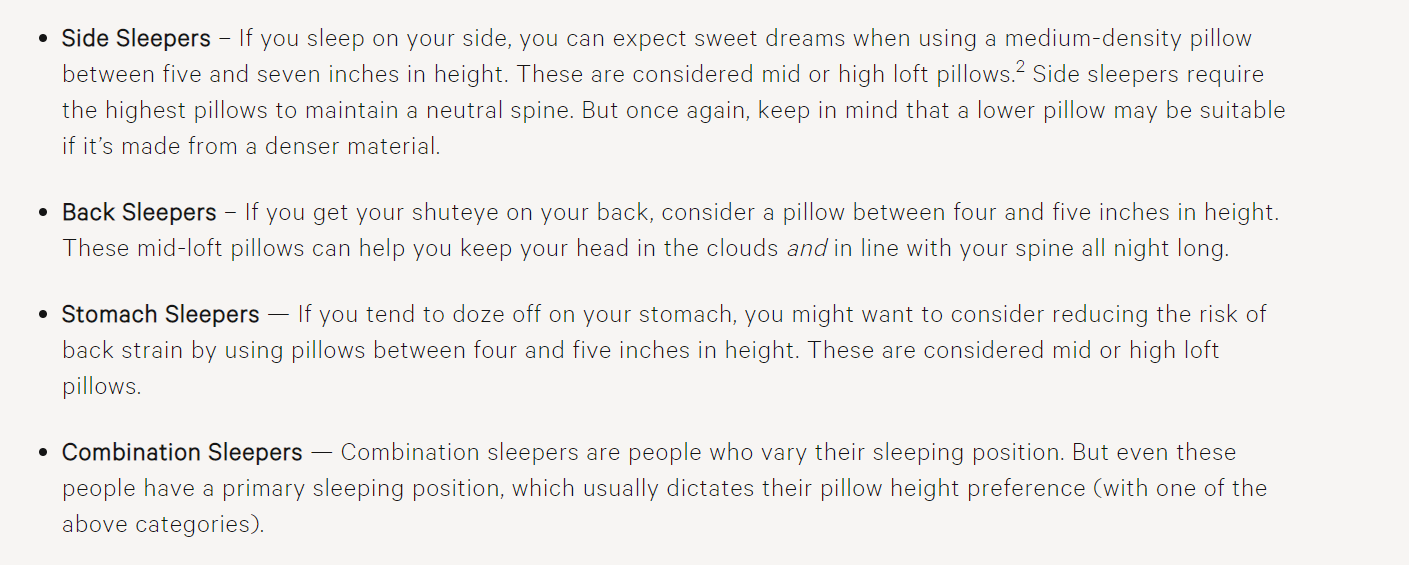 • Side Sleepers – If you sleep on your side, you can expect sweet dreams when using a medium-density pillow
between five and seven inches in height. These are considered mid or high loft pillows.² Side sleepers require
the highest pillows to maintain a neutral spine. But once again, keep in mind that a lower pillow may be suitable
if it’s made from a denser material.
• Back Sleepers – If you get your shuteye on your back, consider a pillow between four and five inches in height.
These mid-loft pillows can help you keep your head in the clouds and in line with your spine all night long.
• Stomach Sleepers — If you tend to doze off on your stomach, you might want to consider reducing the risk of
back strain by using pillows between four and five inches in height. These are considered mid or high loft
pillows.
• Combination Sleepers — Combination sleepers are people who vary their sleeping position. But even these
people have a primary sleeping position, which usually dictates their pillow height preference (with one of the
above categories).